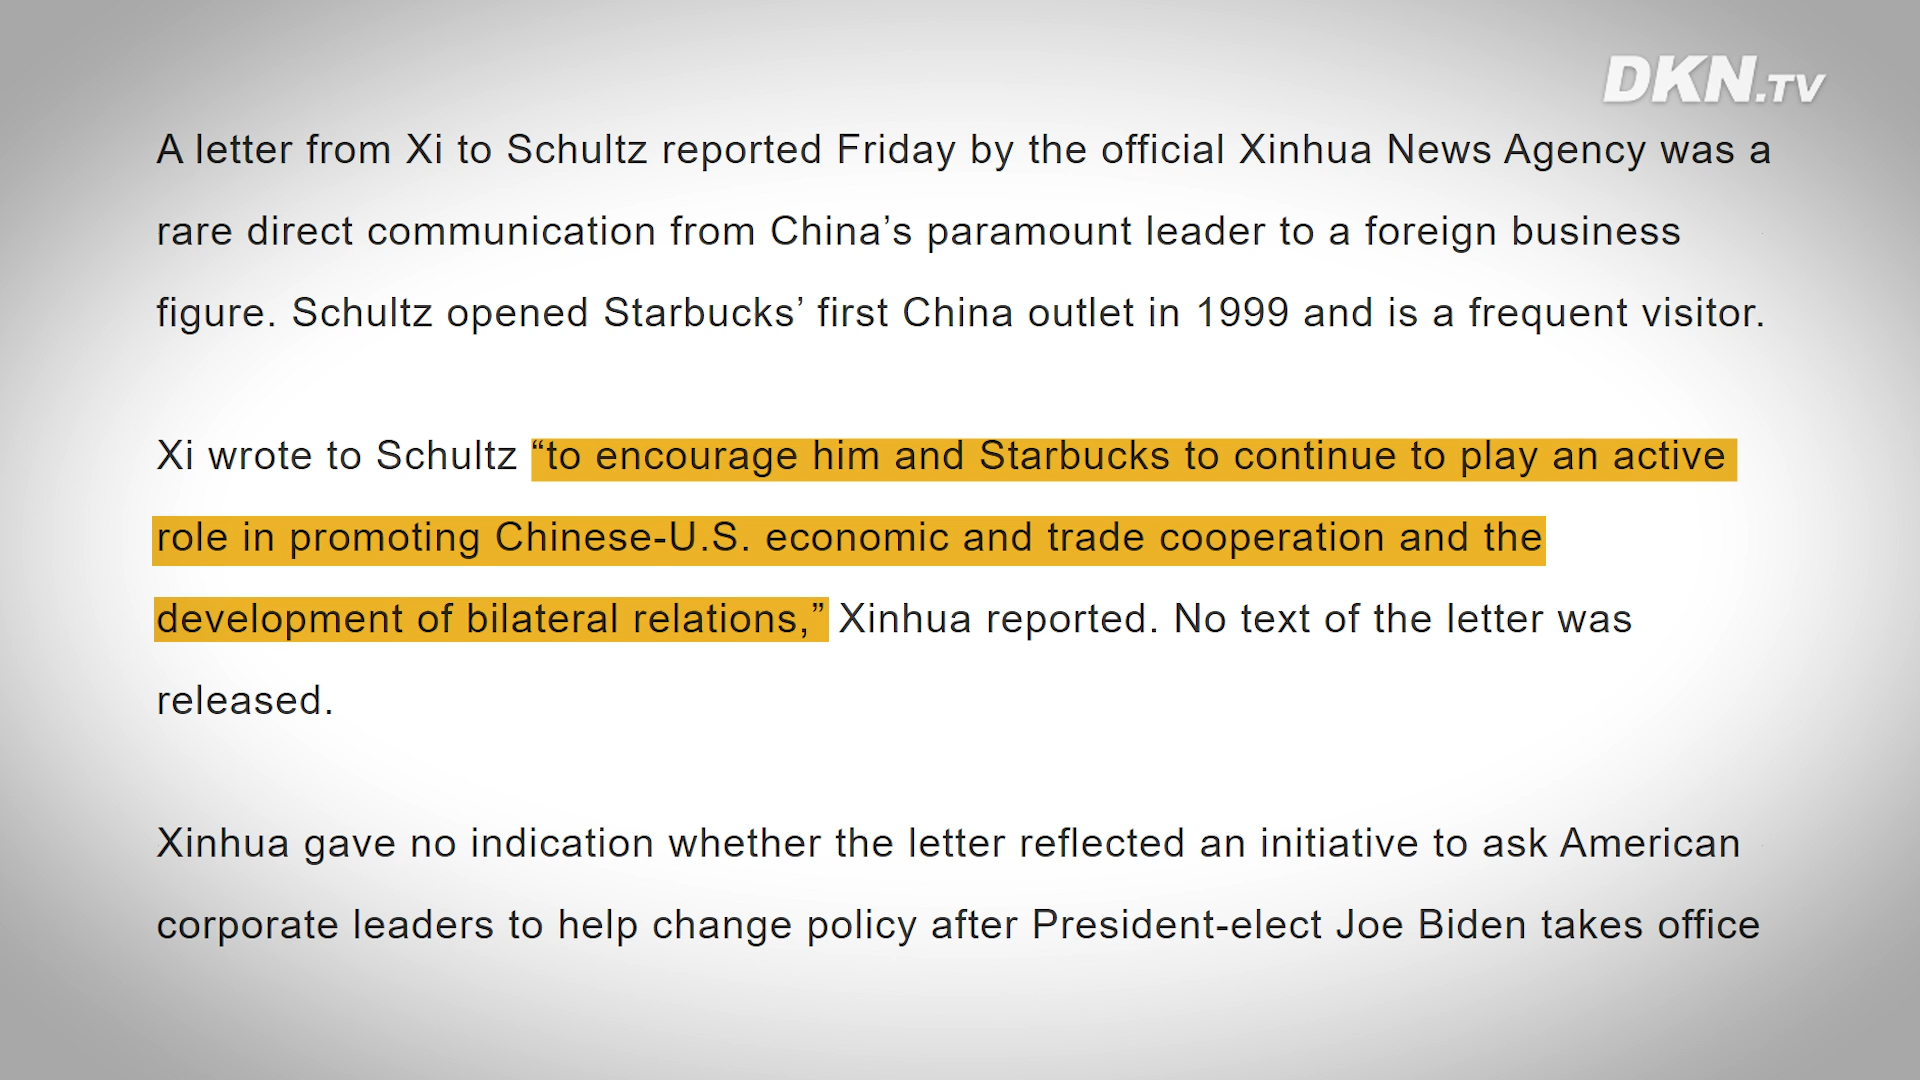 DKN.TV
A letter from Xi to Schultz reported Friday by the official Xinhua News Agency was a
rare direct communication from China’s paramount leader to a foreign business
figure. Schultz opened Starbucks’ first China outlet in 1999 and is a frequent visitor.
Xi wrote to Schultz “to encourage him and Starbucks to continue to play an active
role in promoting Chinese-U.S. economic and trade cooperation and the
development of bilateral relations,” Xinhua reported. No text of the letter was
released.
Xinhua gave no indication whether the letter reflected an initiative to ask American
corporate leaders to help change policy after President-elect Joe Biden takes office